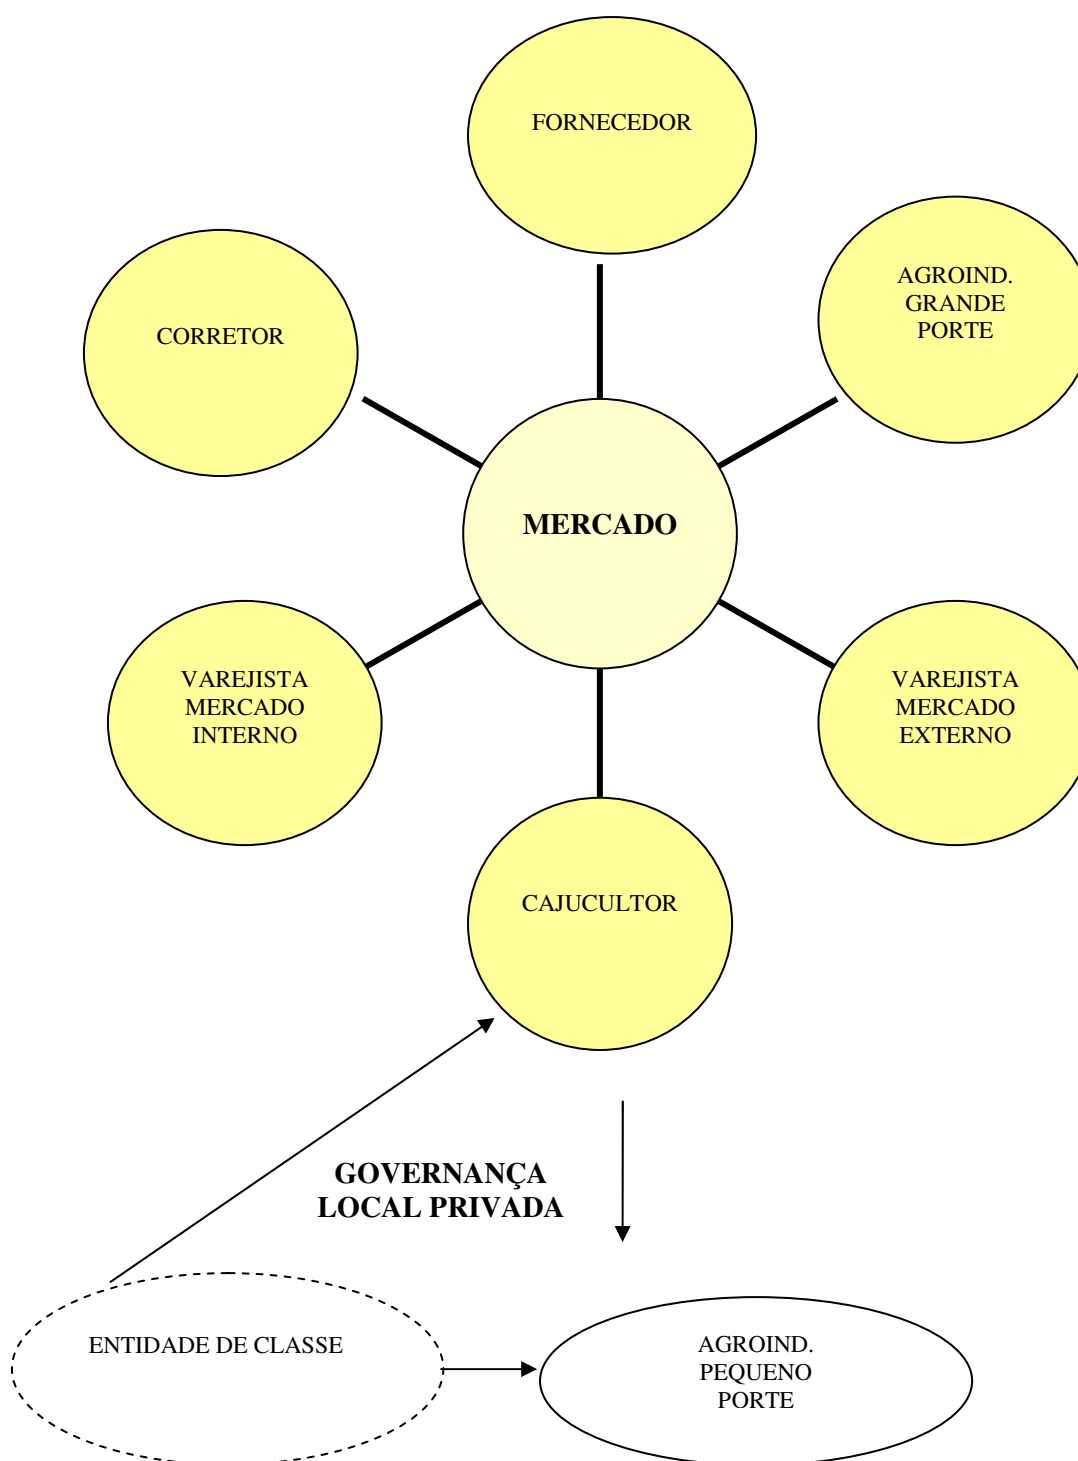 FORNECEDOR
AGROIND.
GRANDE
PORTE
CORRETOR
MERCADO
VAREJISTA
MERCADO
INTERNO
VAREJISTA
MERCADO
EXTERNO
CAJUCULTOR
GOVERNANÇA
LOCAL PRIVADA
ENTIDADE DE CLASSE
AGROIND.
PEQUENO
PORTE